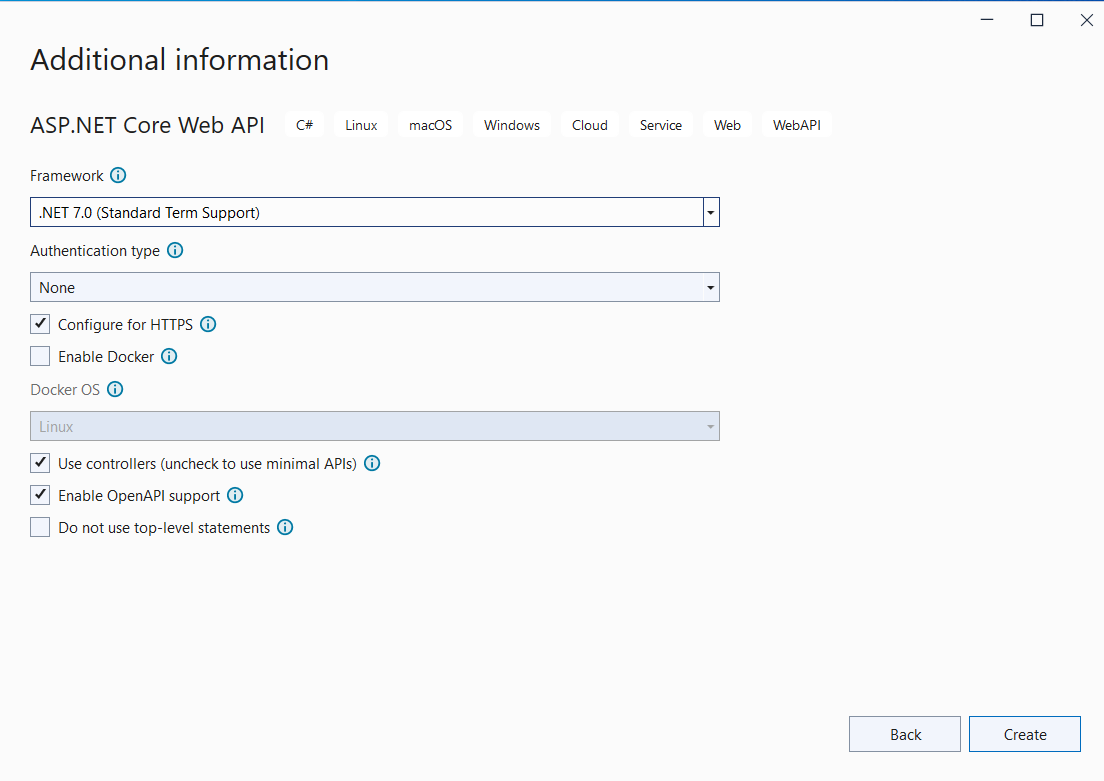 Additional information
ASP.NET Core Web API C# Linux macOS Windows Cloud Service Web WebAPI
Framework
.NET 7.0 (Standard Term Support)
Authentication type
None
Configure for HTTPS
Enable Docker
Docker OS
Linux
Use controllers (uncheck to use minimal APIs)
Enable OpenAPI support
Do not use top-level statements
Back Create